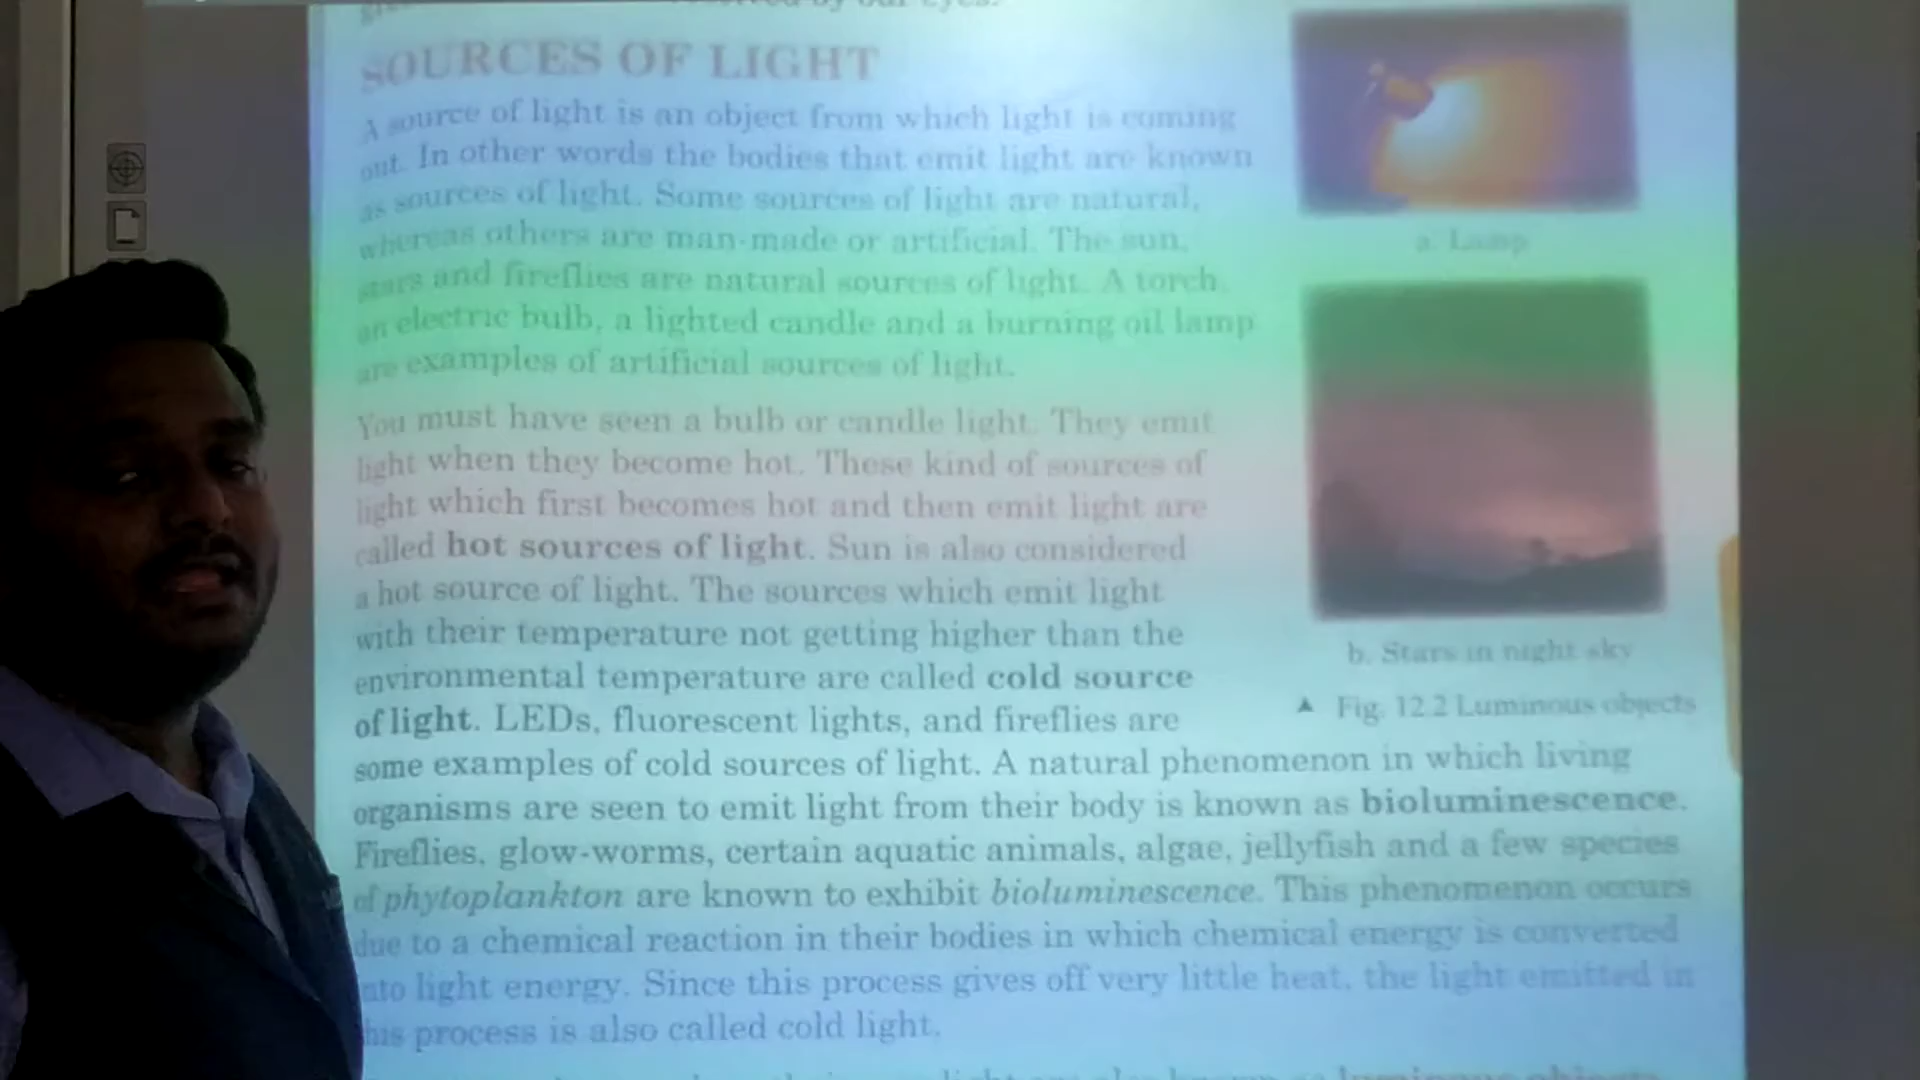 received by our eyes.
SOURCES OF LIGHT
A source of light is an object from which light is coming
out. In other words the bodies that emit light are known
as sources of light. Some sources of light are natural,
whereas others are man-made or artificial. The sun,
stars and fireflies are natural sources of light. A torch,
an electric bulb, a lighted candle and a burning oil lamp
are examples of artificial sources of light.
a. Lamp
You must have seen a bulb or candle light. They emit
light when they become hot. These kind of sources of
light which first becomes hot and then emit light are
called hot sources of light. Sun is also considered
a hot source of light. The sources which emit light
with their temperature not getting higher than the
environmental temperature are called cold source
of light. LEDs, fluorescent lights, and fireflies are
b. Stars in night sky
▲ Fig. 12.2 Luminous objects
some examples of cold sources of light. A natural phenomenon in which living
organisms are seen to emit light from their body is known as bioluminescence.
Fireflies, glow-worms, certain aquatic animals, algae, jellyfish and a few species
of phytoplankton are known to exhibit bioluminescence. This phenomenon occurs
due to a chemical reaction in their bodies in which chemical energy is converted
into light energy. Since this process gives off very little heat, the light emitted in
this process is also called cold light.
luminous objects